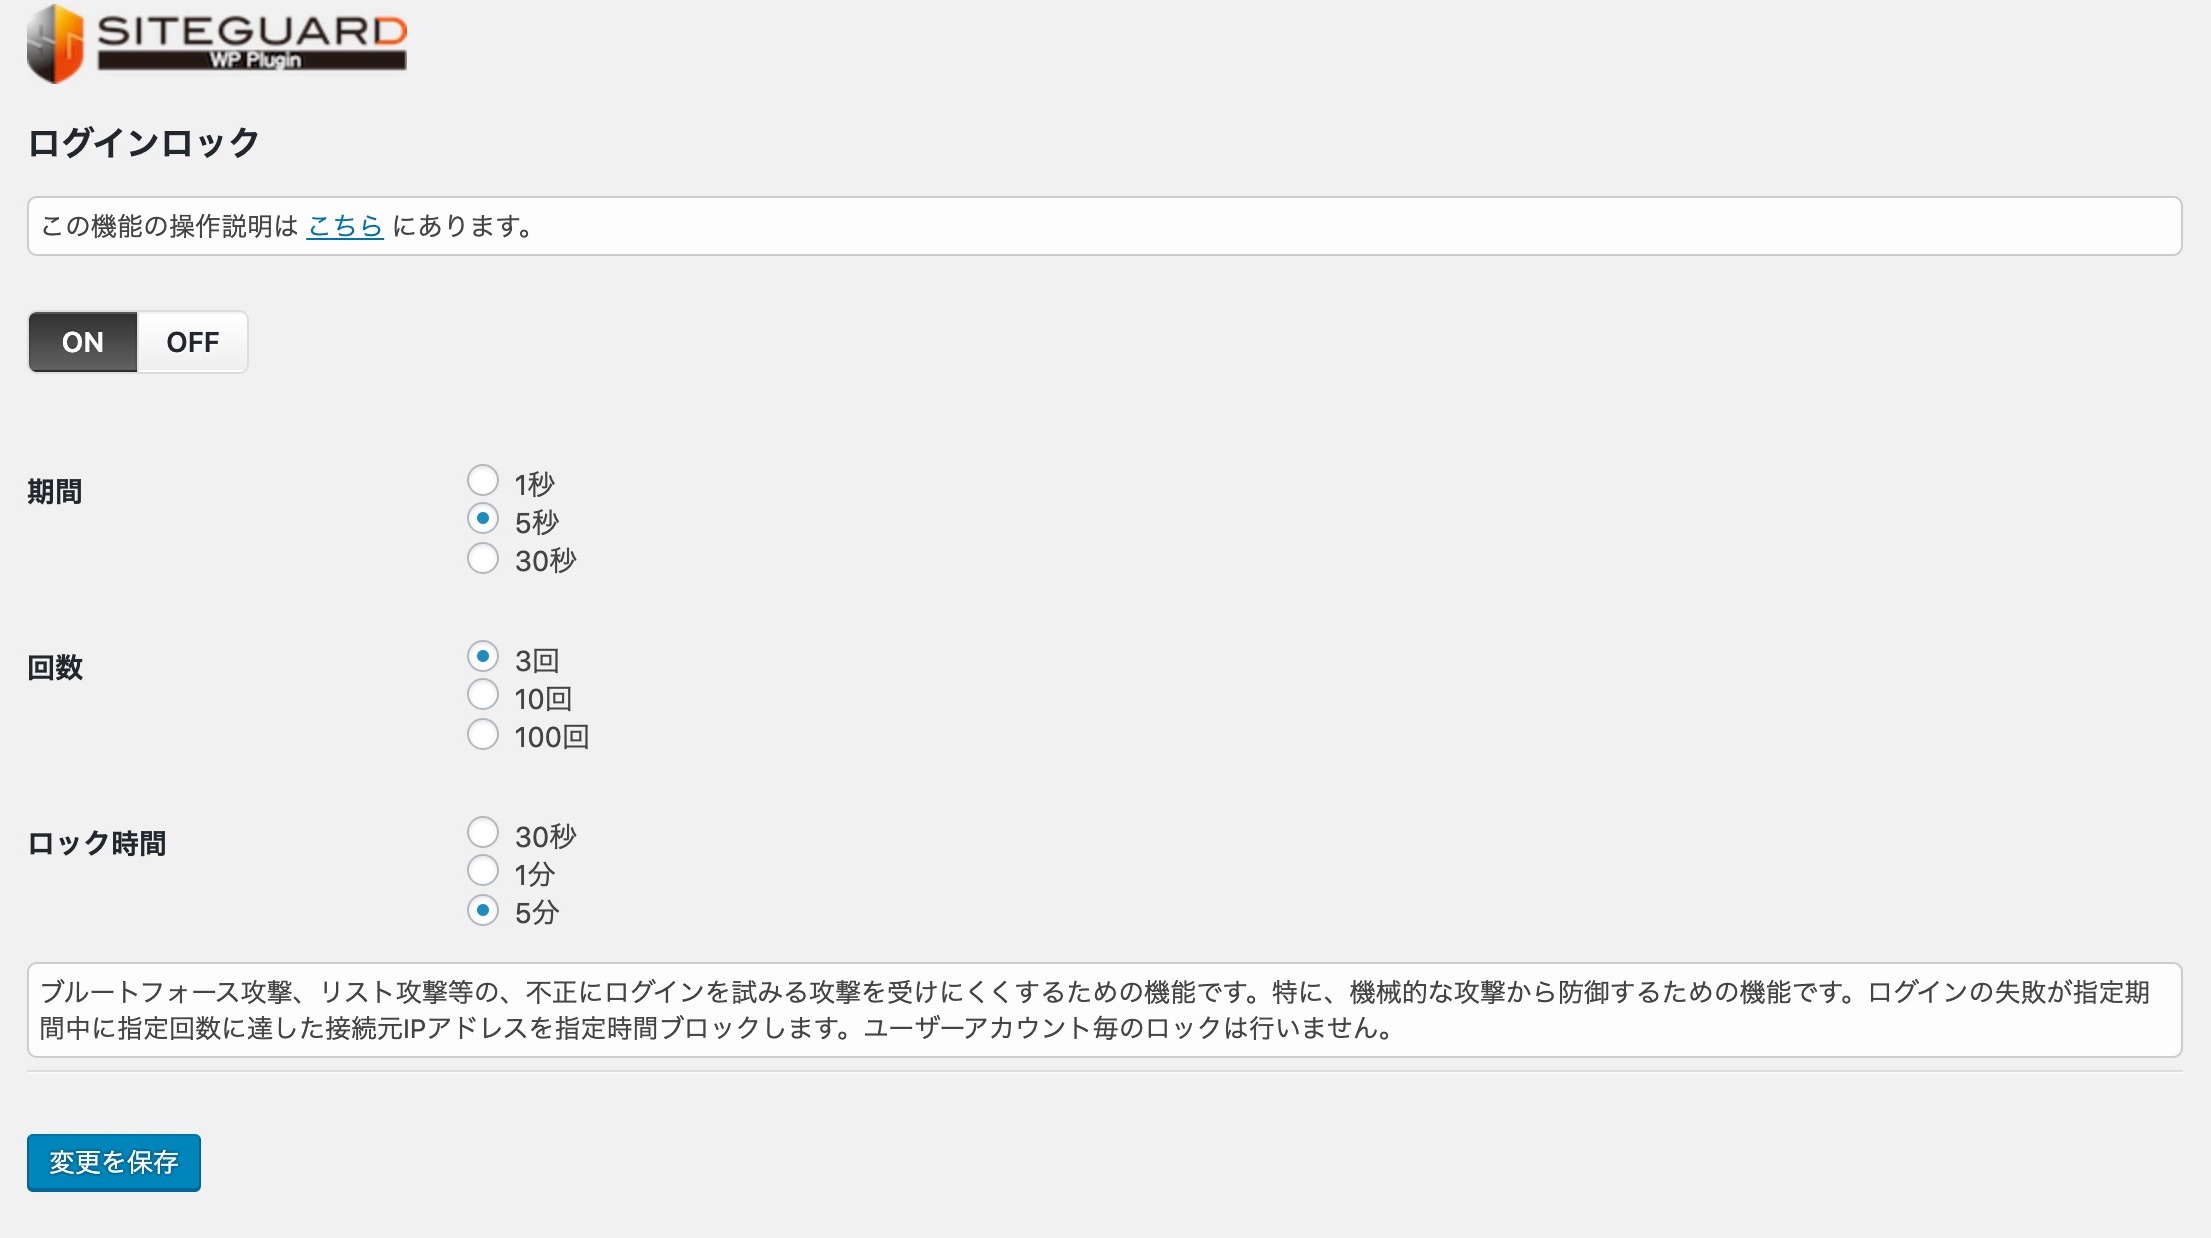 SITEGUARD
WP Plugin
ログインロック
この機能の操作説明は こちら にあります。
ON OFF
期間
1秒
5秒
30秒
回数
3回
10回
100回
ロック時間
30秒
1分
5分
ブルートフォース攻撃、リスト攻撃等の、不正にログインを試みる攻撃を受けにくくするための機能です。特に、機械的な攻撃から防御するための機能です。ログインの失敗が指定期
間中に指定回数に達した接続元IPアドレスを指定時間ブロックします。ユーザーアカウント毎のロックは行いません。
変更を保存